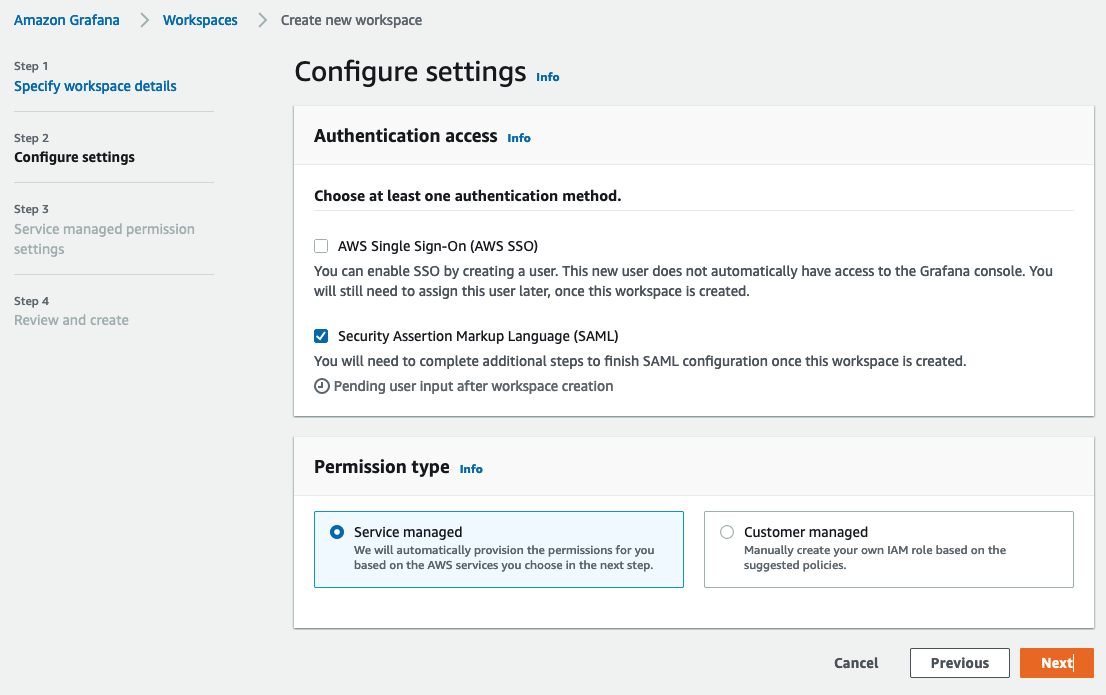 Amazon Grafana
Workspaces
Create new workspace
Step 1
Specify workspace details
Step 2
Configure settings
Step 3
Service managed permission
settings
Step 4
Review and create
Configure settings Info
Authentication access Info
Choose at least one authentication method.
AWS Single Sign-On (AWS SSO)
You can enable SSO by creating a user. This new user does not automatically have access to the Grafana console. You
will still need to assign this user later, once this workspace is created.
Security Assertion Markup Language (SAML)
You will need to complete additional steps to finish SAML configuration once this workspace is created.
Pending user input after workspace creation
Permission type Info
Service managed
We will automatically provision the permissions for you
based on the AWS services you choose in the next step.
Customer managed
Manually create your own IAM role based on the
suggested policies.
Cancel
Previous
Next